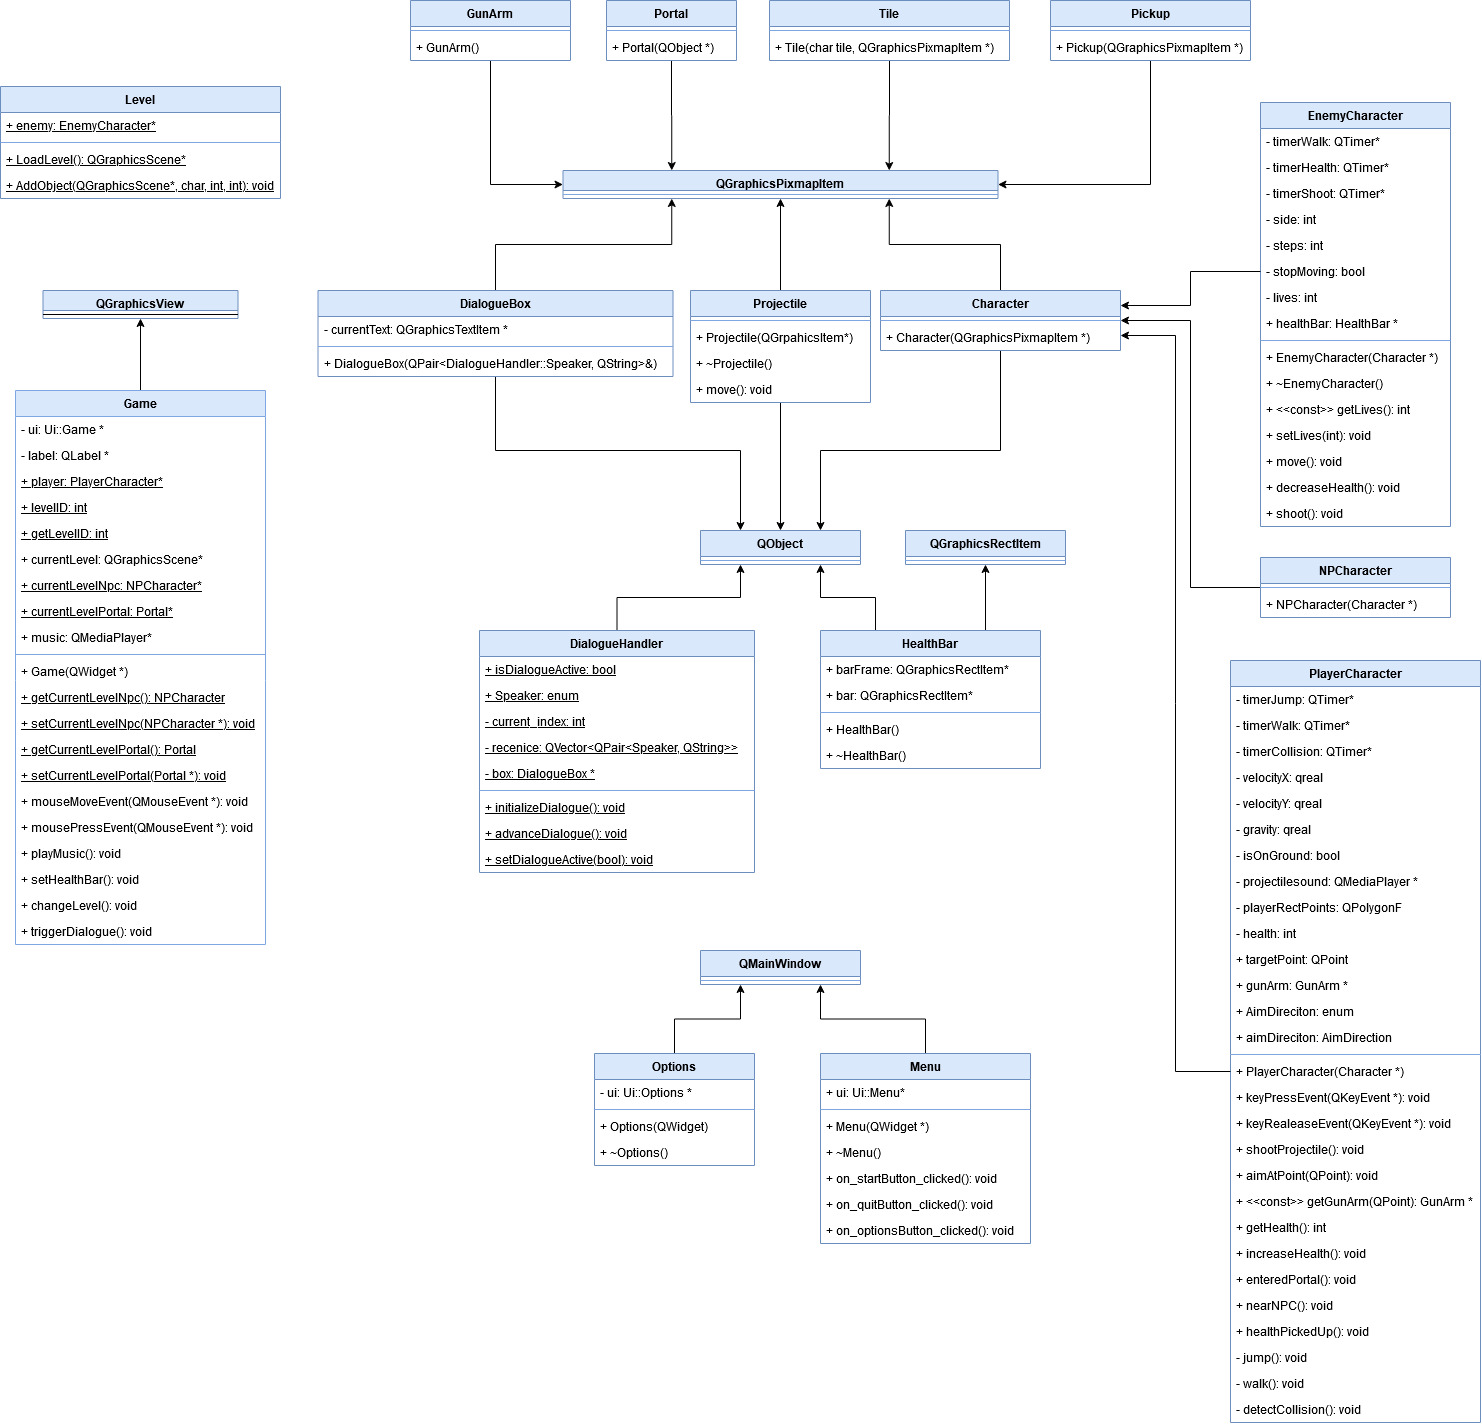 GunArm
+ GunArm()
Portal
+ Portal(QObject *)
Tile
+ Tile(char tile, QGraphicsPixmapItem *)
Pickup
+ Pickup(QGraphicsPixmapItem *)
Level
+ enemy: EnemyCharacter*
+ LoadLevel(): QGraphicsScene*
+ AddObject(QGraphicsScene*, char, int, int): void
QGraphicsPixmapItem
EnemyCharacter
- timerWalk: QTimer*
- timerHealth: QTimer*
- timerShoot: QTimer*
- side: int
- steps: int
- stopMoving: bool
- lives: int
+ healthBar: HealthBar *
+ EnemyCharacter(Character *)
+ ~EnemyCharacter()
+ <<const>> getLives(): int
+ setLives(int): void
+ move(): void
+ decreaseHealth(): void
+ shoot(): void
QGraphicsView
DialogueBox
- currentText: QGraphicsTextItem *
+ DialogueBox(QPair<DialogueHandler::Speaker, QString>&)
Projectile
+ Projectile(QGrpahicsItem*)
+ ~Projectile()
+ move(): void
Character
+ Character(QGraphicsPixmapItem *)
Game
- ui: Ui::Game *
- label: QLabel *
+ player: PlayerCharacter*
+ levelID: int
+ getLevelID: int
+ currentLevel: QGraphicsScene*
+ currentLevelNpc: NPCharacter*
+ currentLevelPortal: Portal*
+ music: QMediaPlayer*
+ Game(QWidget *)
+ getCurrentLevelNpc(): NPCharacter
+ setCurrentLevelNpc(NPCharacter *): void
+ getCurrentLevelPortal(): Portal
+ setCurrentLevelPortal(Portal *): void
+ mouseMoveEvent(QMouseEvent *): void
+ mousePressEvent(QMouseEvent *): void
+ playMusic(): void
+ setHealthBar(): void
+ changeLevel(): void
+ triggerDialogue(): void
QObject
QGraphicsRectItem
NPCharacter
+ NPCharacter(Character *)
DialogueHandler
+ isDialogueActive: bool
+ Speaker: enum
- current_index: int
- recenice: QVector<QPair<Speaker, QString>>
- box: DialogueBox *
+ initializeDialogue(): void
+ advanceDialogue(): void
+ setDialogueActive(bool): void
HealthBar
+ barFrame: QGraphicsRectItem*
+ bar: QGraphicsRectItem*
+ HealthBar()
+ ~HealthBar()
PlayerCharacter
- timerJump: QTimer*
- timerWalk: QTimer*
- timerCollision: QTimer*
- velocityX: qreal
- velocityY: qreal
- gravity: qreal
- isOnGround: bool
- projectilesound: QMediaPlayer *
- playerRectPoints: QPolygonF
- health: int
+ targetPoint: QPoint
+ gunArm: GunArm *
+ AimDireciton: enum
+ aimDireciton: AimDirection
+ PlayerCharacter(Character *)
+ keyPressEvent(QKeyEvent *): void
+ keyRealeaseEvent(QKeyEvent *): void
+ shootProjectile(): void
+ aimAtPoint(QPoint): void
+ <<const>> getGunArm(QPoint): GunArm *
+ getHealth(): int
+ increaseHealth(): void
+ enteredPortal(): void
+ nearNPC(): void
+ healthPickedUp(): void
- jump(): void
- walk(): void
- detectCollision(): void
QMainWindow
Options
- ui: Ui::Options *
+ Options(QWidget)
+ ~Options()
Menu
+ ui: Ui::Menu*
+ Menu(QWidget *)
+ ~Menu()
+ on_startButton_clicked(): void
+ on_quitButton_clicked(): void
+ on_optionsButton_clicked(): void